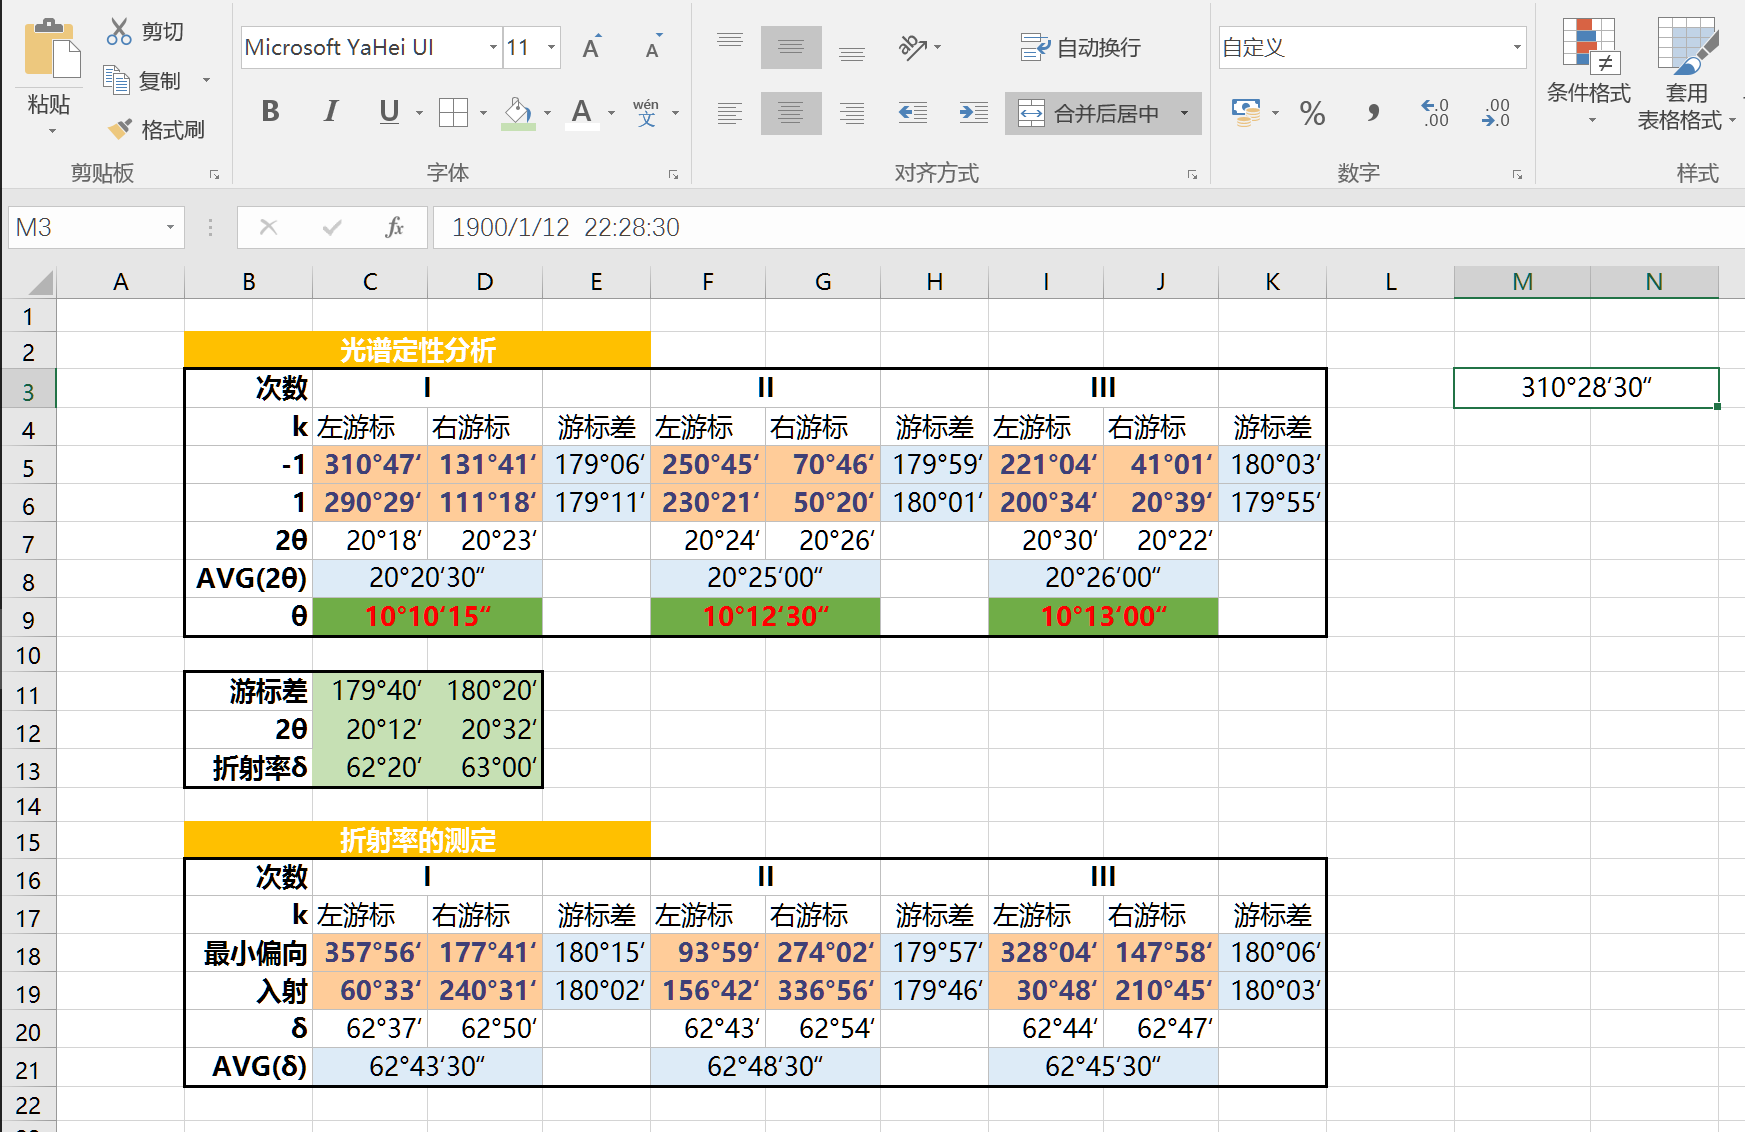 剪切
复制
格式刷
粘贴
剪贴板
Microsoft YaHei UI
11
A A
B I U A wén 文
字体
自动换行
合并后居中
对齐方式
自定义
% , .0 .00 .00 .0
数字
条件格式
套用
表格格式
样式
M3 fx 1900/1/12 22:28:30
A B C D E F G H I J K L M N
1
2 光谱定性分析
3 次数 I II III 310°28‘30“
4 k 左游标 右游标 游标差 左游标 右游标 游标差 左游标 右游标 游标差
5 -1 310°47‘ 131°41‘ 179°06‘ 250°45‘ 70°46‘ 179°59‘ 221°04‘ 41°01‘ 180°03‘
6 1 290°29‘ 111°18‘ 179°11‘ 230°21‘ 50°20‘ 180°01‘ 200°34‘ 20°39‘ 179°55‘
7 2θ 20°18‘ 20°23‘ 20°24‘ 20°26‘ 20°30‘ 20°22‘
8 AVG(2θ) 20°20‘30“ 20°25‘00“ 20°26‘00“
9 θ 10°10‘15“ 10°12‘30“ 10°13‘00“
10
11 游标差 179°40‘ 180°20‘
12 2θ 20°12‘ 20°32‘
13 折射率δ 62°20‘ 63°00‘
14
15 折射率的测定
16 次数 I II III
17 k 左游标 右游标 游标差 左游标 右游标 游标差 左游标 右游标 游标差
18 最小偏向 357°56‘ 177°41‘ 180°15‘ 93°59‘ 274°02‘ 179°57‘ 328°04‘ 147°58‘ 180°06‘
19 入射 60°33‘ 240°31‘ 180°02‘ 156°42‘ 336°56‘ 179°46‘ 30°48‘ 210°45‘ 180°03‘
20 δ 62°37‘ 62°50‘ 62°43‘ 62°54‘ 62°44‘ 62°47‘
21 AVG(δ) 62°43‘30“ 62°48‘30“ 62°45‘30“
22